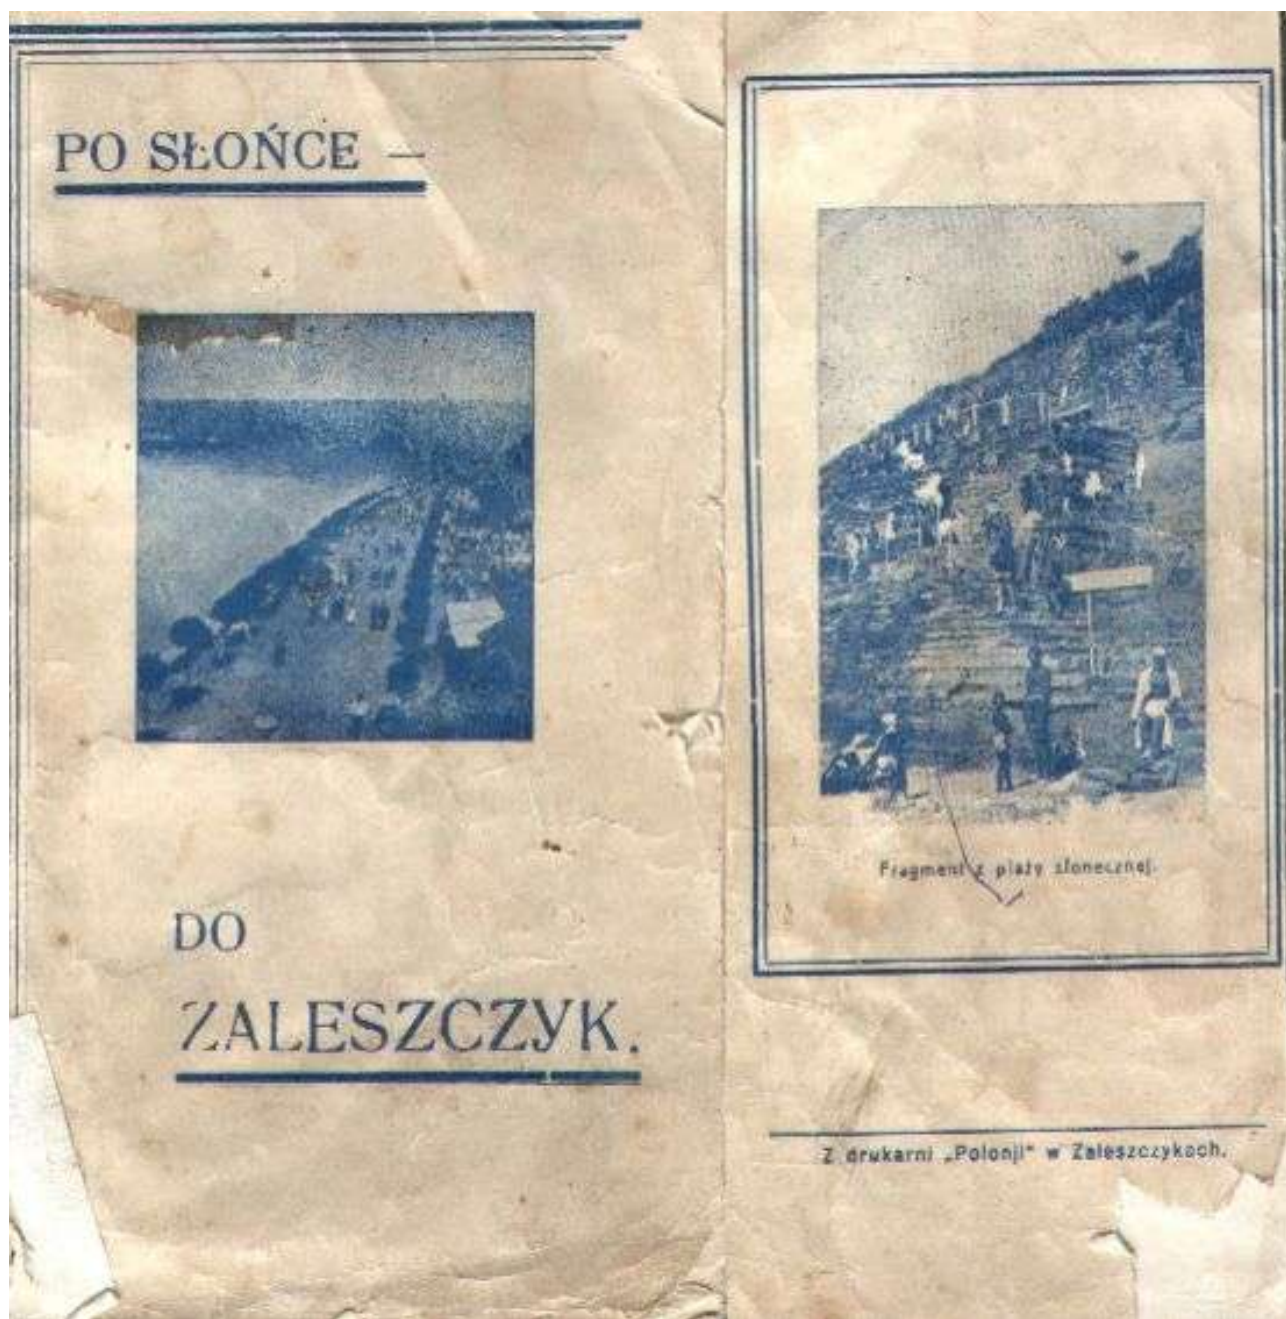 PO SŁOŃCE —
DO
ZALESZCZYK.
Fragment z plaży słonecznej.
Z drukarni „Polonji" w Zaleszczykach.